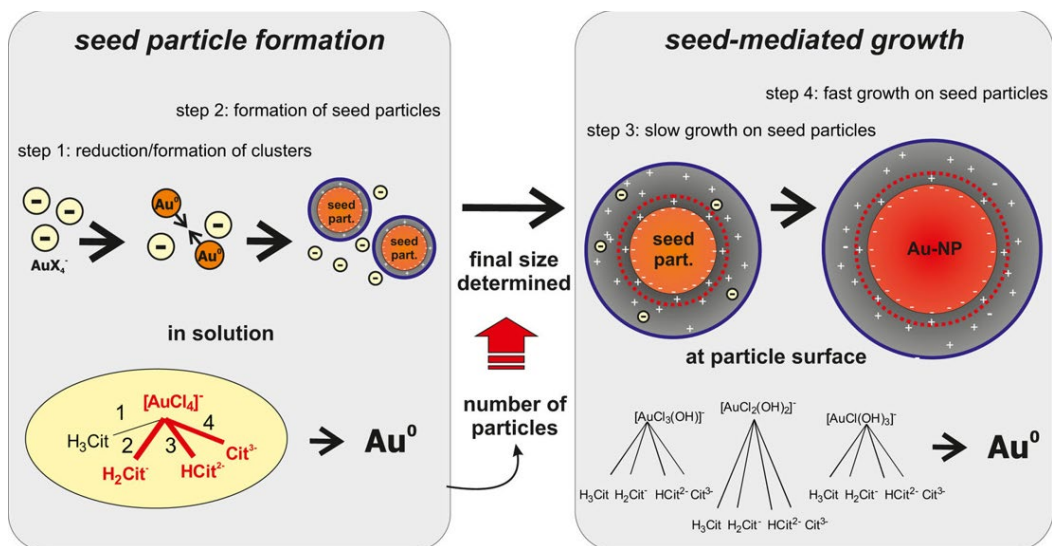 seed particle formation
step 2: formation of seed particles
step 1: reduction/formation of clusters
AuX₄⁻
-
-
-
Au⁰
-
-
Au⁰
seed
part.
seed
part.
-
-
-
-
-
in solution
[AuCl₄]⁻
1
2
3
4
H₃Cit
H₂Cit⁻
HCit²⁻
Cit³⁻
Au⁰
final size
determined
number of
particles
seed-mediated growth
step 4: fast growth on seed particles
step 3: slow growth on seed particles
seed
part.
Au-NP
at particle surface
[AuCl₃(OH)]⁻
[AuCl₂(OH)₂]⁻
[AuCl(OH)₃]⁻
H₃Cit H₂Cit⁻ HCit²⁻ Cit³⁻
H₃Cit H₂Cit⁻ HCit²⁻ Cit³⁻
H₃Cit H₂Cit⁻ HCit²⁻ Cit³⁻
Au⁰